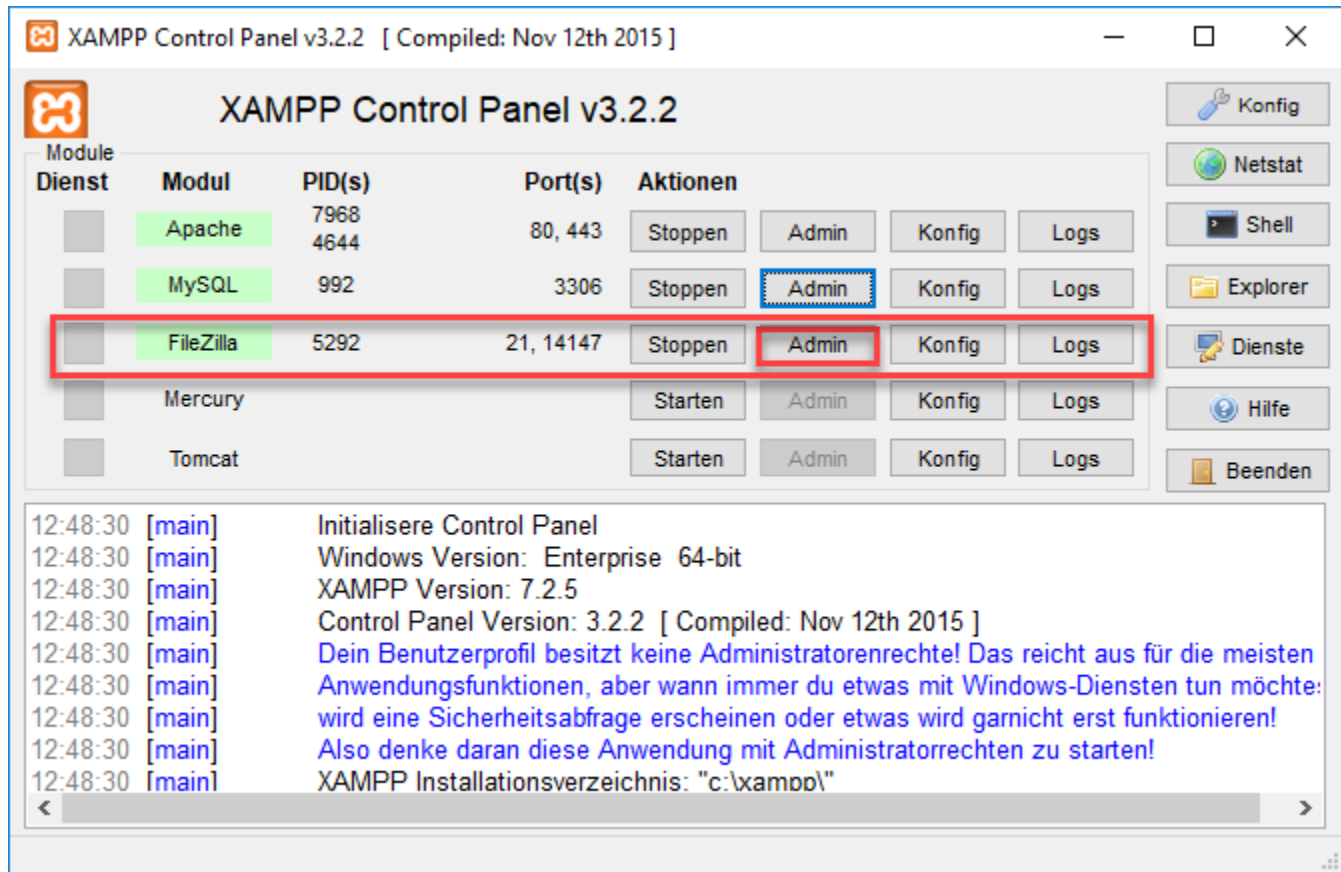 XAMPP Control Panel v3.2.2 [ Compiled: Nov 12th 2015 ]
XAMPP Control Panel v3.2.2
Konfig
Netstat
Shell
Explorer
Dienste
Hilfe
Beenden
Module
Dienst Modul PID(s) Port(s) Aktionen
Apache 7968 4644 80, 443 Stoppen Admin Konfig Logs
MySQL 992 3306 Stoppen Admin Konfig Logs
FileZilla 5292 21, 14147 Stoppen Admin Konfig Logs
Mercury Starten Admin Konfig Logs
Tomcat Starten Admin Konfig Logs
12:48:30 [main] Initialisere Control Panel
12:48:30 [main] Windows Version: Enterprise 64-bit
12:48:30 [main] XAMPP Version: 7.2.5
12:48:30 [main] Control Panel Version: 3.2.2 [ Compiled: Nov 12th 2015 ]
12:48:30 [main] Dein Benutzerprofil besitzt keine Administratorenrechte! Das reicht aus für die meisten
12:48:30 [main] Anwendungsfunktionen, aber wann immer du etwas mit Windows-Diensten tun möchte
12:48:30 [main] wird eine Sicherheitsabfrage erscheinen oder etwas wird garnicht erst funktionieren!
12:48:30 [main] Also denke daran diese Anwendung mit Administratorrechten zu starten!
12:48:30 [main] XAMPP Installationsverzeichnis: "c:\xampp\"